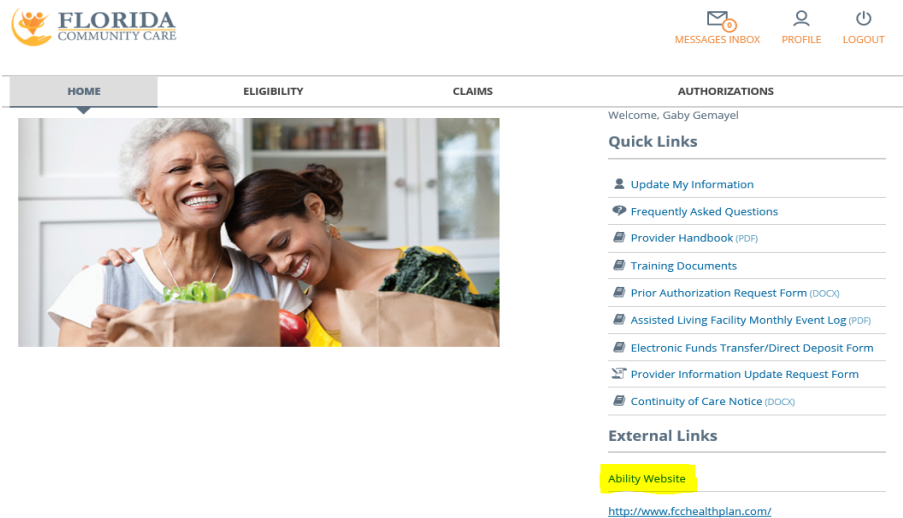 FLORIDA
COMMUNITY CARE
0
MESSAGES INBOX PROFILE LOGOUT
HOME ELIGIBILITY CLAIMS AUTHORIZATIONS
Welcome, Gaby Gemayel
Quick Links
Update My Information
? Frequently Asked Questions
Provider Handbook (PDF)
Training Documents
Prior Authorization Request Form (DOCX)
Assisted Living Facility Monthly Event Log (PDF)
Electronic Funds Transfer/Direct Deposit Form
Provider Information Update Request Form
Continuity of Care Notice (DOCX)
External Links
Ability Website
http://www.fcchealthplan.com/